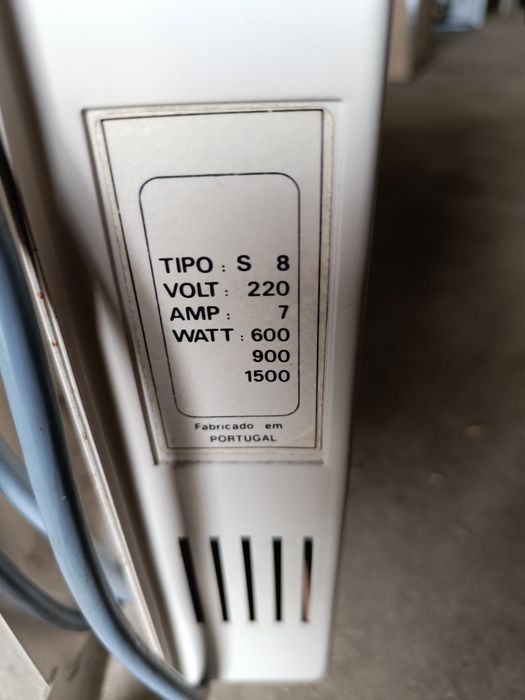 TIPO : S 8
VOLT : 220
AMP : 7
WATT : 600
900
1500
Fabricado em
PORTUGAL